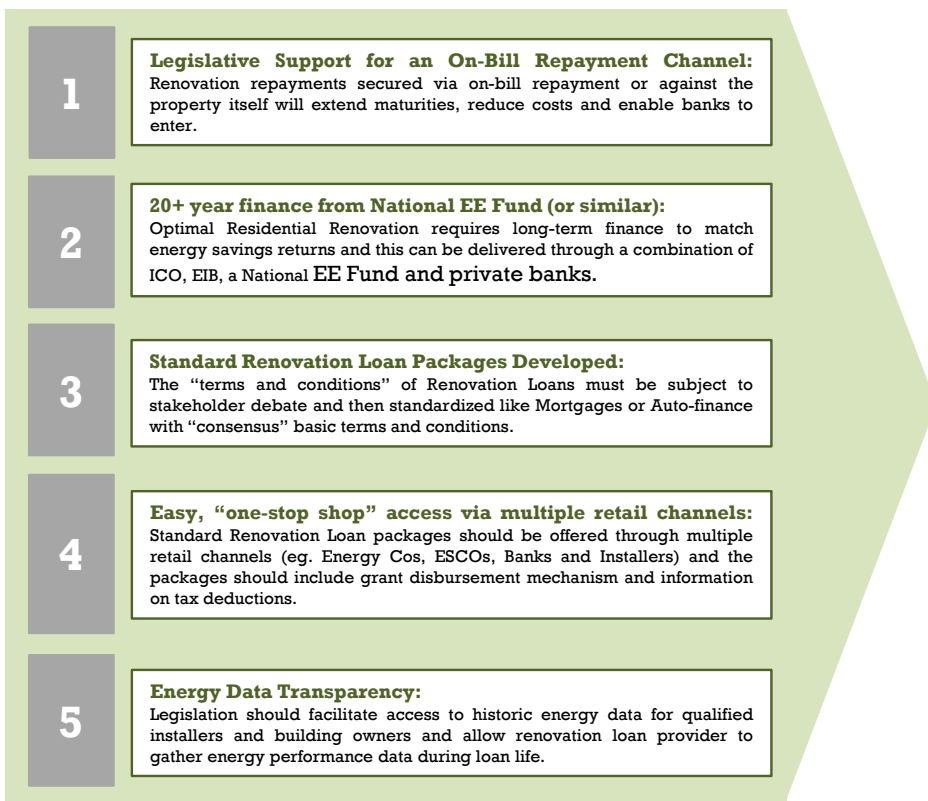 1
Legislative Support for an On-Bill Repayment Channel:
Renovation repayments secured via on-bill repayment or against the
property itself will extend maturities, reduce costs and enable banks to
enter.
2
20+ year finance from National EE Fund (or similar):
Optimal Residential Renovation requires long-term finance to match
energy savings returns and this can be delivered through a combination of
ICO, EIB, a National EE Fund and private banks.
3
Standard Renovation Loan Packages Developed:
The “terms and conditions” of Renovation Loans must be subject to
stakeholder debate and then standardized like Mortgages or Auto-finance
with “consensus” basic terms and conditions.
4
Easy, “one-stop shop” access via multiple retail channels:
Standard Renovation Loan packages should be offered through multiple
retail channels (eg. Energy Cos, ESCOs, Banks and Installers) and the
packages should include grant disbursement mechanism and information
on tax deductions.
5
Energy Data Transparency:
Legislation should facilitate access to historic energy data for qualified
installers and building owners and allow renovation loan provider to
gather energy performance data during loan life.